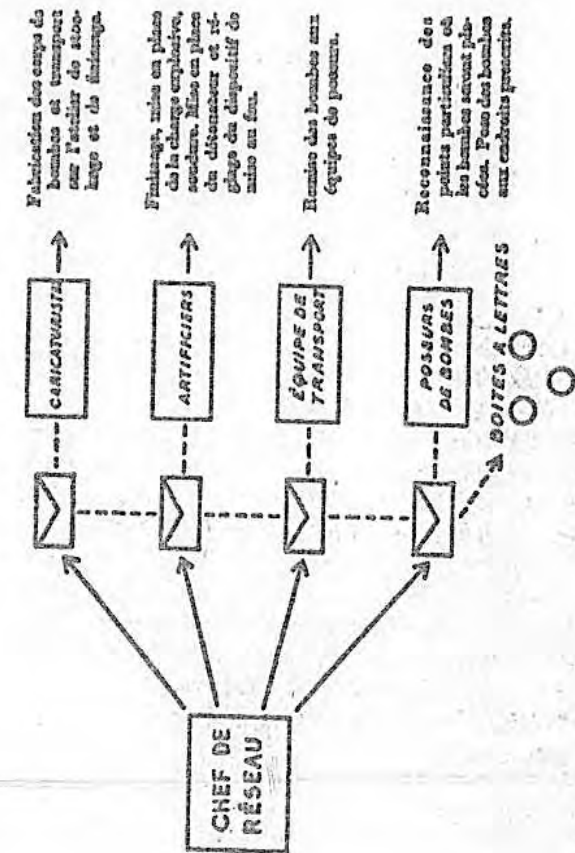 CHEF DE
RÉSEAU
CARICATURISTE
Fabrication des corps de
bombes et transport
sur l'atelier de stoc-
kage et de finissage.
ARTIFICIERS
Finissage, mise en place
de la charge explosive,
soudure. Mise en place
du détonateur et ré-
glage du dispositif de
mise au feu.
ÉQUIPE DE
TRANSPORT
Remise des bombes aux
équipes de poseurs.
POSEURS
DE BOMBES
Reconnaissance des
points particuliers où
les bombes seront pla-
cées. Pose des bombes
aux endroits prescrits.
BOITES A LETTRES